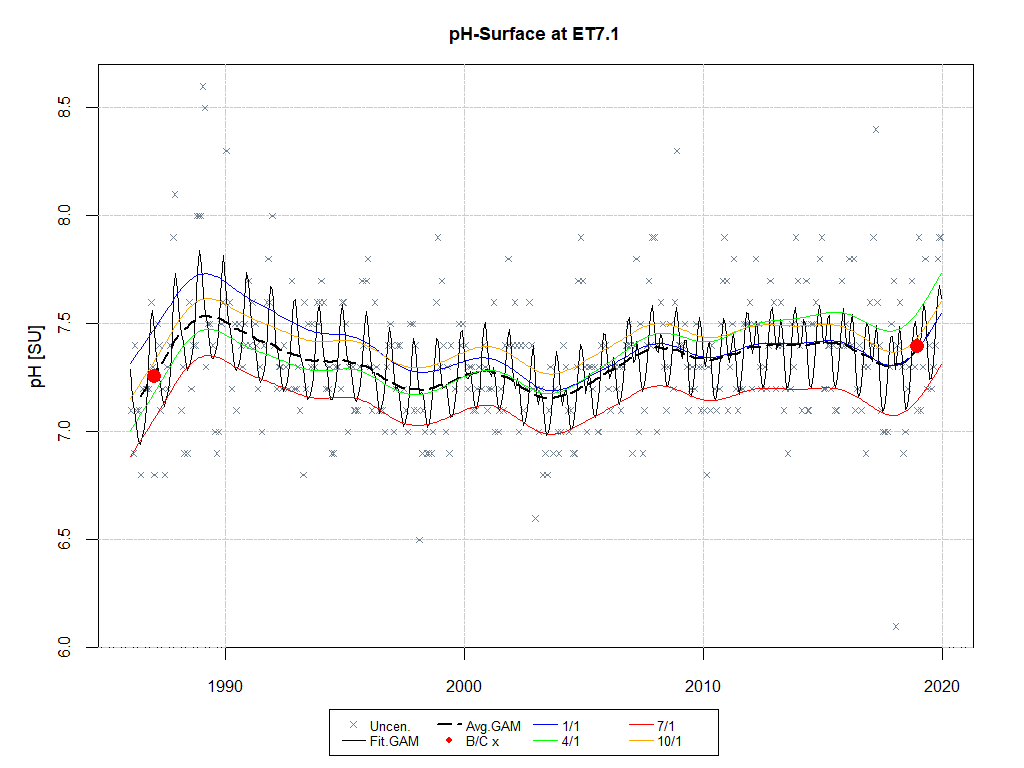 pH-Surface at ET7.1
pH [SU]
8.5
8.0
7.5
7.0
6.5
6.0
1990 2000 2010 2020
Uncen. Avg.GAM 1/1 7/1
Fit.GAM B/C x 4/1 10/1